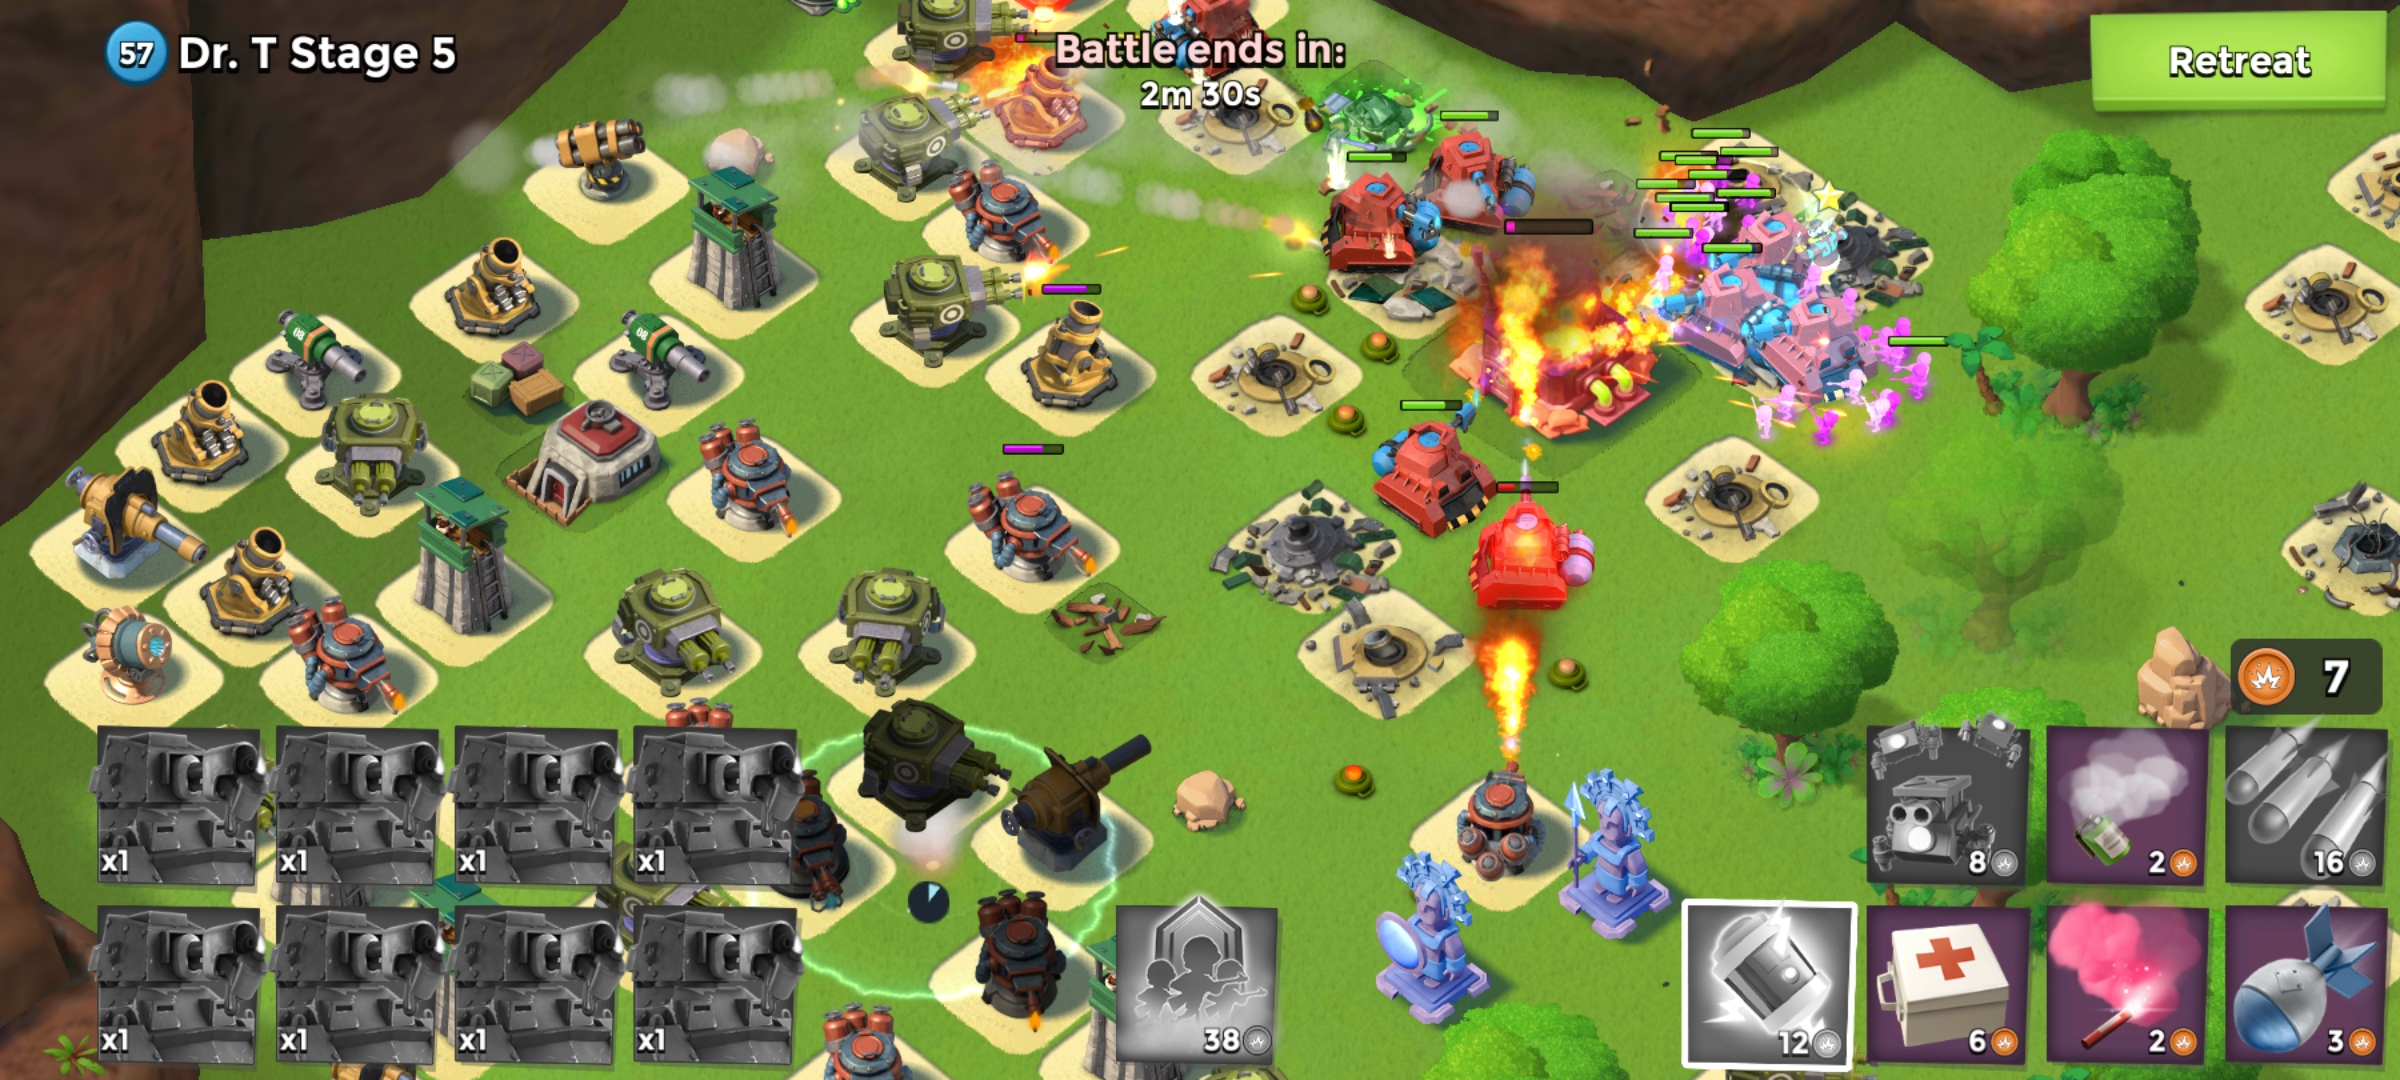 57 Dr. T Stage 5
Battle ends in:
2m 30s
Retreat
7
x1
x1
x1
x1
8
2
16
x1
x1
x1
x1
38
12
6
2
3